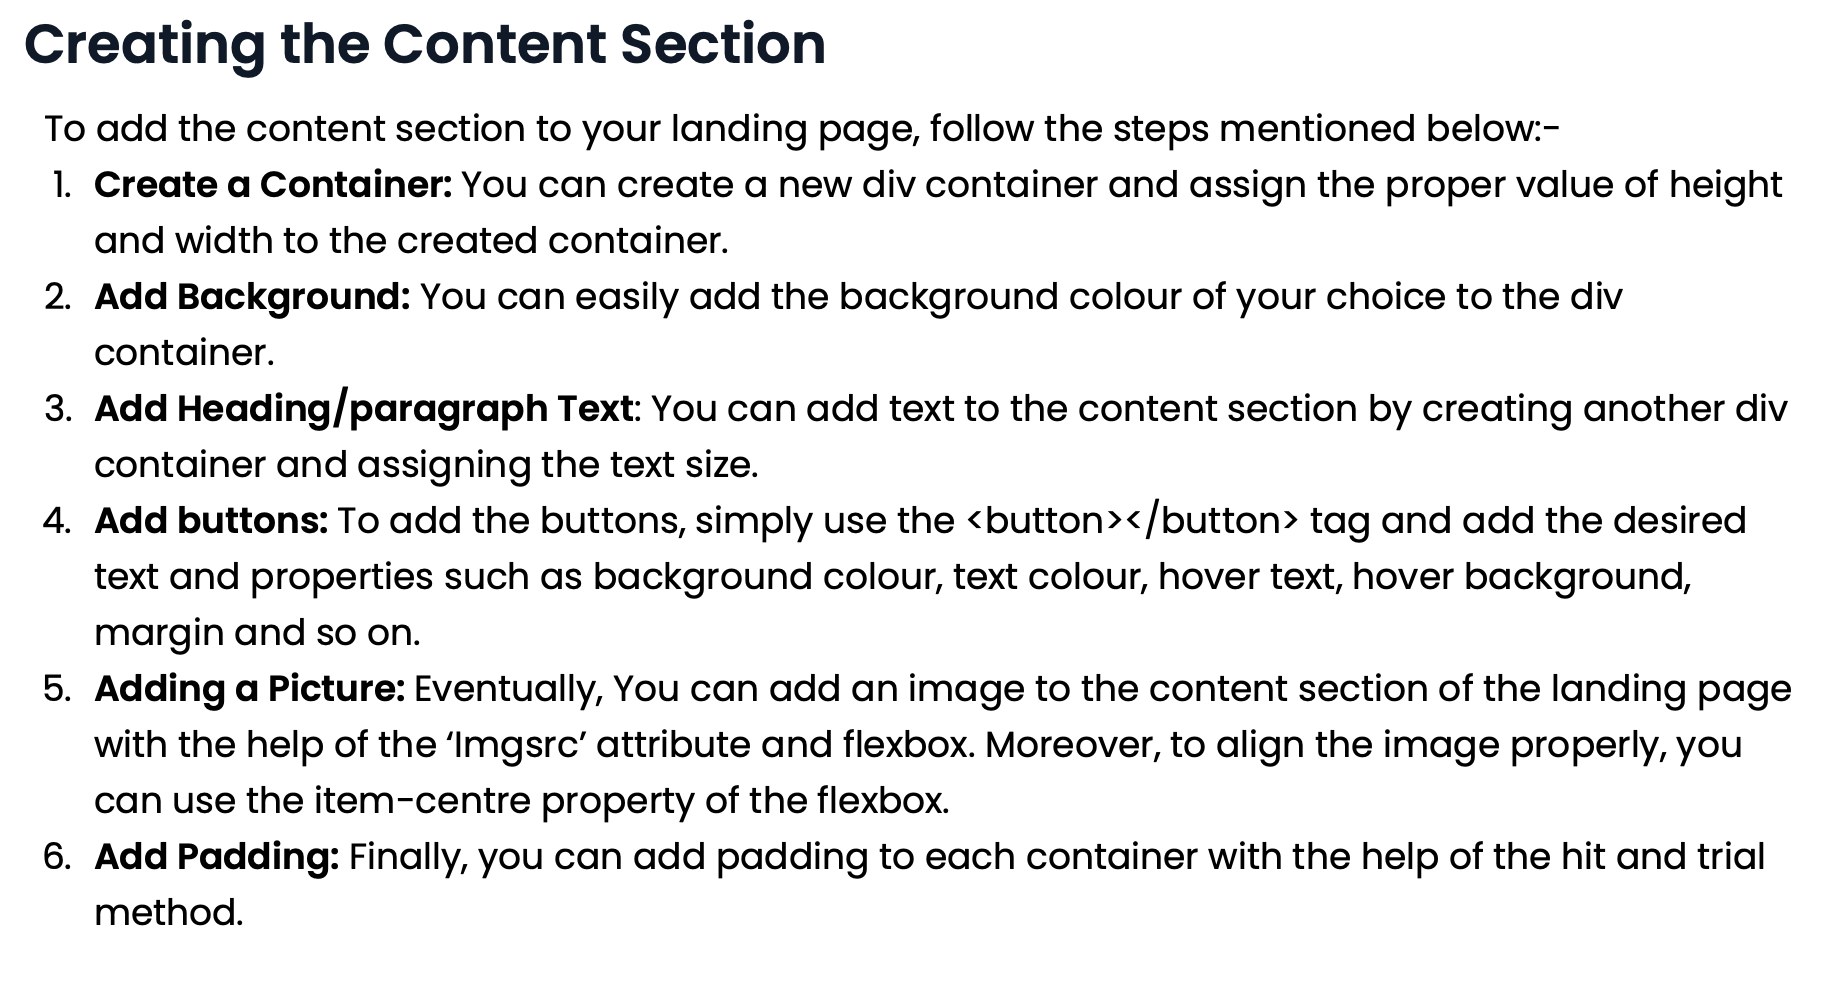 Creating the Content Section
To add the content section to your landing page, follow the steps mentioned below:-
1. Create a Container: You can create a new div container and assign the proper value of height
and width to the created container.
2. Add Background: You can easily add the background colour of your choice to the div
container.
3. Add Heading/paragraph Text: You can add text to the content section by creating another div
container and assigning the text size.
4. Add buttons: To add the buttons, simply use the <button></button> tag and add the desired
text and properties such as background colour, text colour, hover text, hover background,
margin and so on.
5. Adding a Picture: Eventually, You can add an image to the content section of the landing page
with the help of the ‘Imgsrc’ attribute and flexbox. Moreover, to align the image properly, you
can use the item-centre property of the flexbox.
6. Add Padding: Finally, you can add padding to each container with the help of the hit and trial
method.